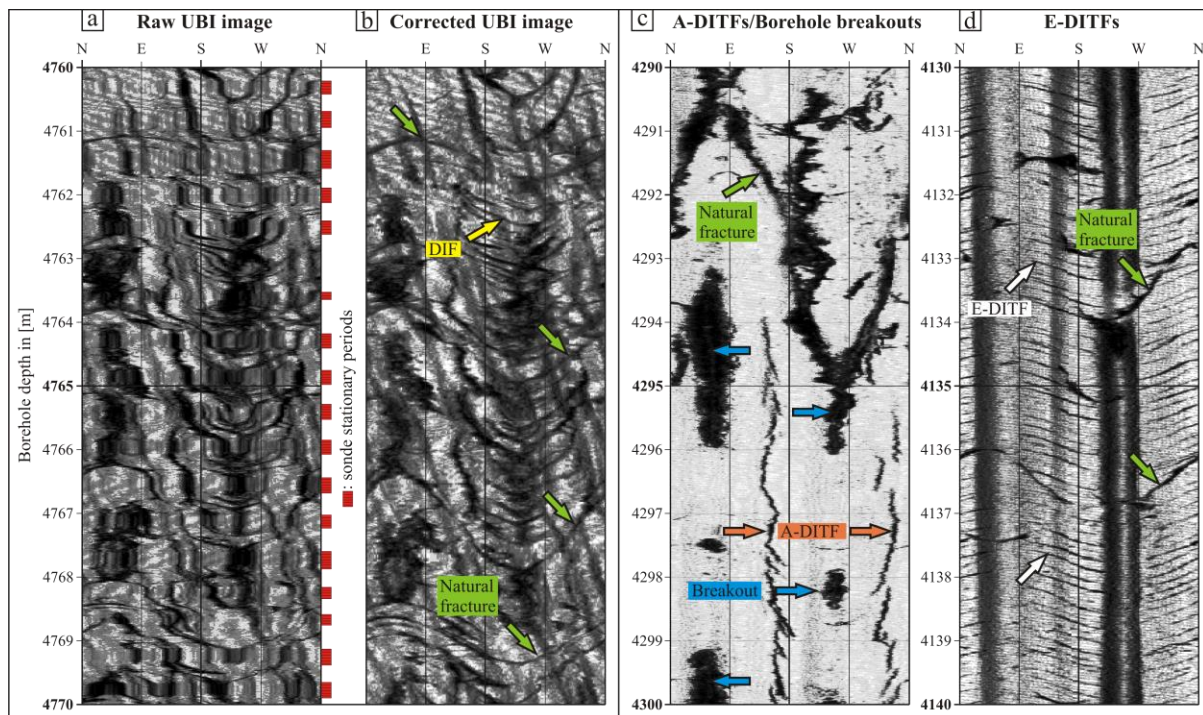 a Raw UBI image
N E S W N
b Corrected UBI image
E S W N
c A-DITFs/Borehole breakouts
N E S W N
d E-DITFs
N E S W N
Borehole depth in [m]
4760
4761
4762
4763
4764
4765
4766
4767
4768
4769
4770
: sonde stationary periods
DIF
Natural
fracture
4290
4291
4292
4293
4294
4295
4296
4297
4298
4299
4300
Natural
fracture
A-DITF
Breakout
4130
4131
4132
4133
4134
4135
4136
4137
4138
4139
4140
Natural
fracture
E-DITF